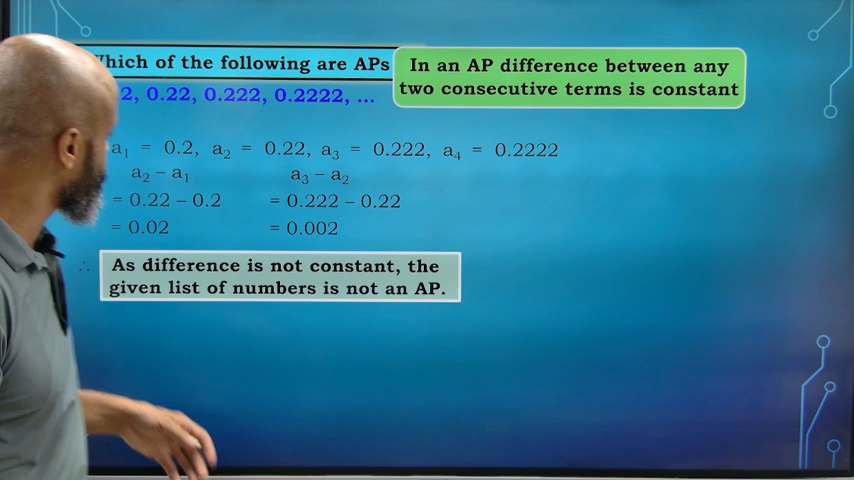 Which of the following are APs
In an AP difference between any
two consecutive terms is constant
2, 0.22, 0.222, 0.2222, ...
a₁ = 0.2, a₂ = 0.22, a₃ = 0.222, a₄ = 0.2222
a₂ – a₁ a₃ – a₂
= 0.22 – 0.2 = 0.222 – 0.22
= 0.02 = 0.002
∴ As difference is not constant, the
given list of numbers is not an AP.